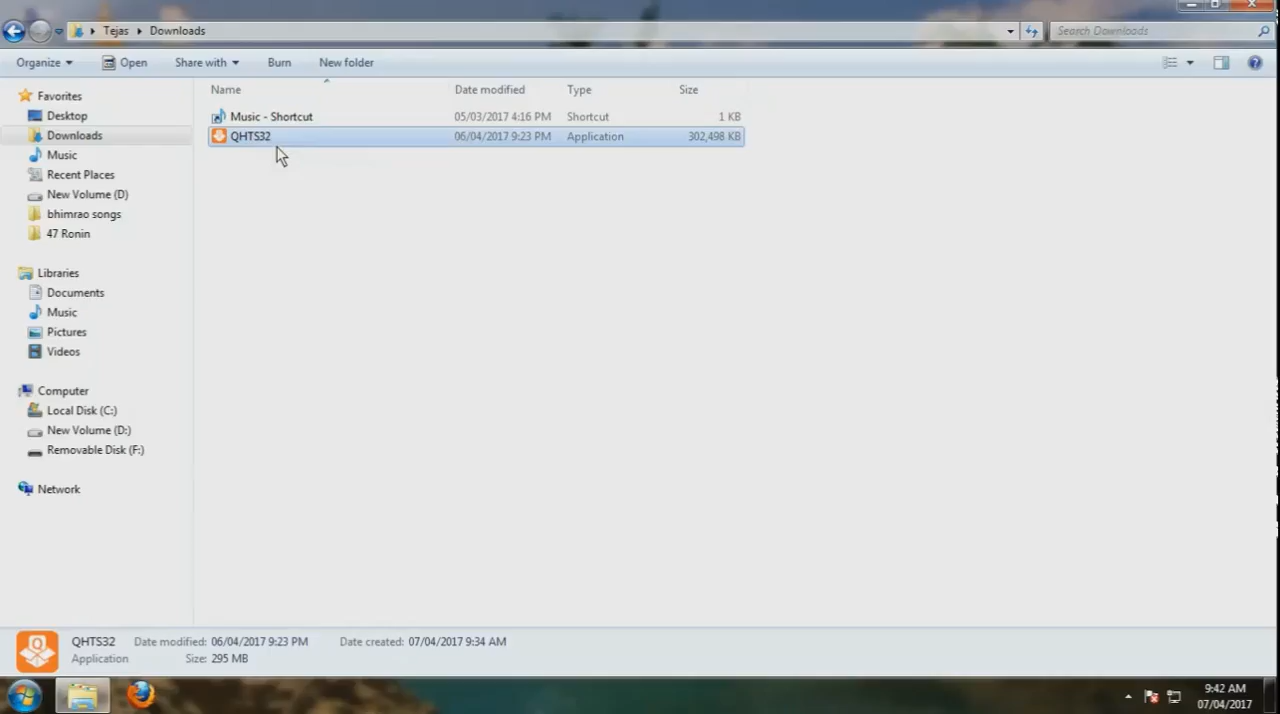 Tejas Downloads Search Downloads
Organize Open Share with Burn New folder
Name Date modified Type Size
Music - Shortcut 05/03/2017 4:16 PM Shortcut 1 KB
QHTS32 06/04/2017 9:23 PM Application 302,498 KB
Favorites
Desktop
Downloads
Music
Recent Places
New Volume (D)
bhimrao songs
47 Ronin
Libraries
Documents
Music
Pictures
Videos
Computer
Local Disk (C:)
New Volume (D:)
Removable Disk (F:)
Network
QHTS32 Date modified: 06/04/2017 9:23 PM Date created: 07/04/2017 9:34 AM
Application Size: 295 MB
9:42 AM
07/04/2017